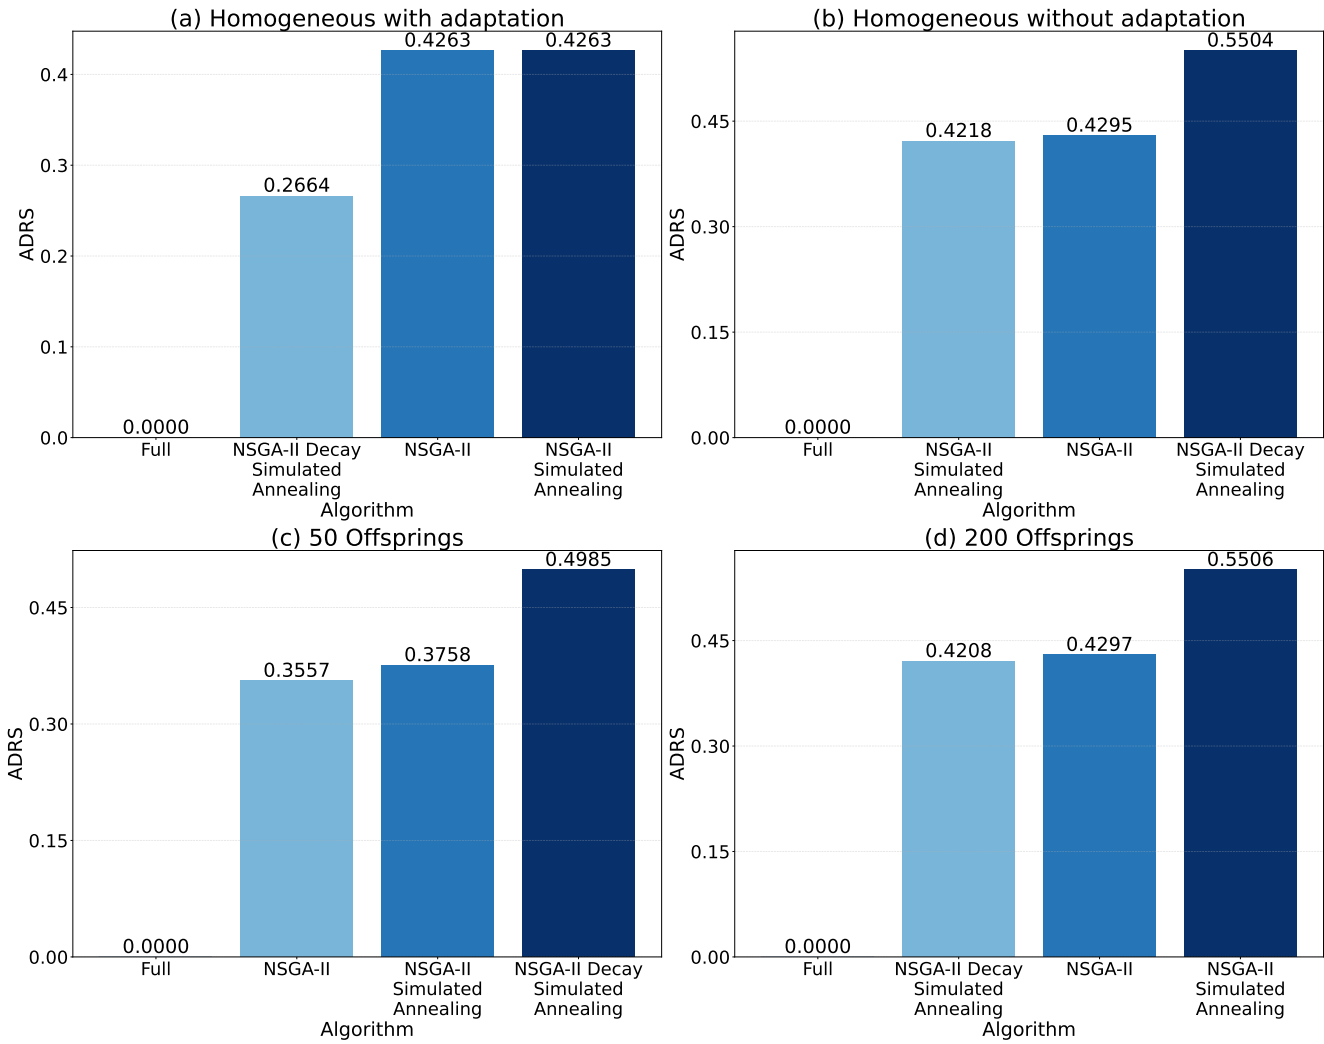 (a) Homogeneous with adaptation
ADRS
0.4
0.3
0.2
0.1
0.0
0.0000
0.2664
0.4263
0.4263
Full
NSGA-II Decay
Simulated
Annealing
NSGA-II
NSGA-II
Simulated
Annealing
Algorithm
(b) Homogeneous without adaptation
ADRS
0.45
0.30
0.15
0.00
0.0000
0.4218
0.4295
0.5504
Full
NSGA-II
Simulated
Annealing
NSGA-II
NSGA-II Decay
Simulated
Annealing
Algorithm
(c) 50 Offsprings
ADRS
0.45
0.30
0.15
0.00
0.0000
0.3557
0.3758
0.4985
Full
NSGA-II
NSGA-II
Simulated
Annealing
NSGA-II Decay
Simulated
Annealing
Algorithm
(d) 200 Offsprings
ADRS
0.45
0.30
0.15
0.00
0.0000
0.4208
0.4297
0.5506
Full
NSGA-II Decay
Simulated
Annealing
NSGA-II
NSGA-II
Simulated
Annealing
Algorithm